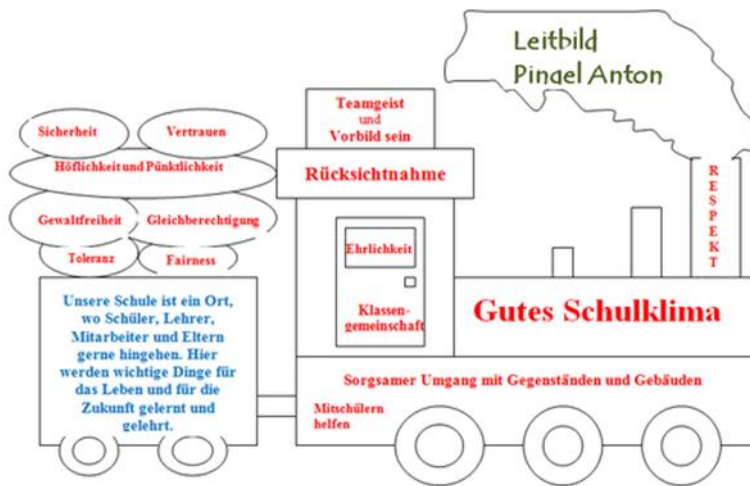 Leitbild
Pingel Anton
Teamgeist
und
Vorbild sein
Sicherheit
Vertrauen
Höflichkeit und Pünktlichkeit
Rücksichtnahme
RESPEKT
Gewaltfreiheit
Gleichberechtigung
Toleranz
Fairness
Ehrlichkeit
Klassen-
gemeinschaft
Gutes Schulklima
Unsere Schule ist ein Ort,
wo Schüler, Lehrer,
Mitarbeiter und Eltern
gerne hingehen. Hier
werden wichtige Dinge für
das Leben und für die
Zukunft gelernt und
gelehrt.
Sorgsamer Umgang mit Gegenständen und Gebäuden
Mitschülern
helfen